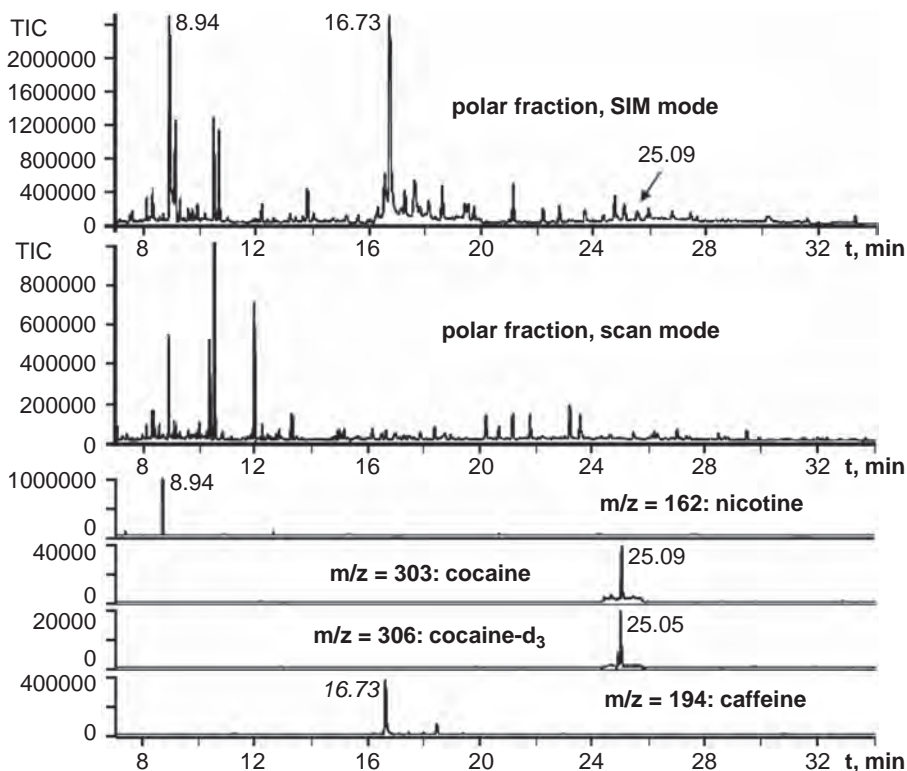 TIC
8.94
16.73
2000000
1600000
1200000
800000
400000
0
polar fraction, SIM mode
25.09
8 12 16 20 24 28 32 t, min
TIC
800000
600000
400000
200000
0
polar fraction, scan mode
8 12 16 20 24 28 32 t, min
1000000
0
8.94
m/z = 162: nicotine
40000
0
m/z = 303: cocaine
25.09
20000
0
m/z = 306: cocaine-d3
25.05
400000
0
16.73
m/z = 194: caffeine
8 12 16 20 24 28 32 t, min